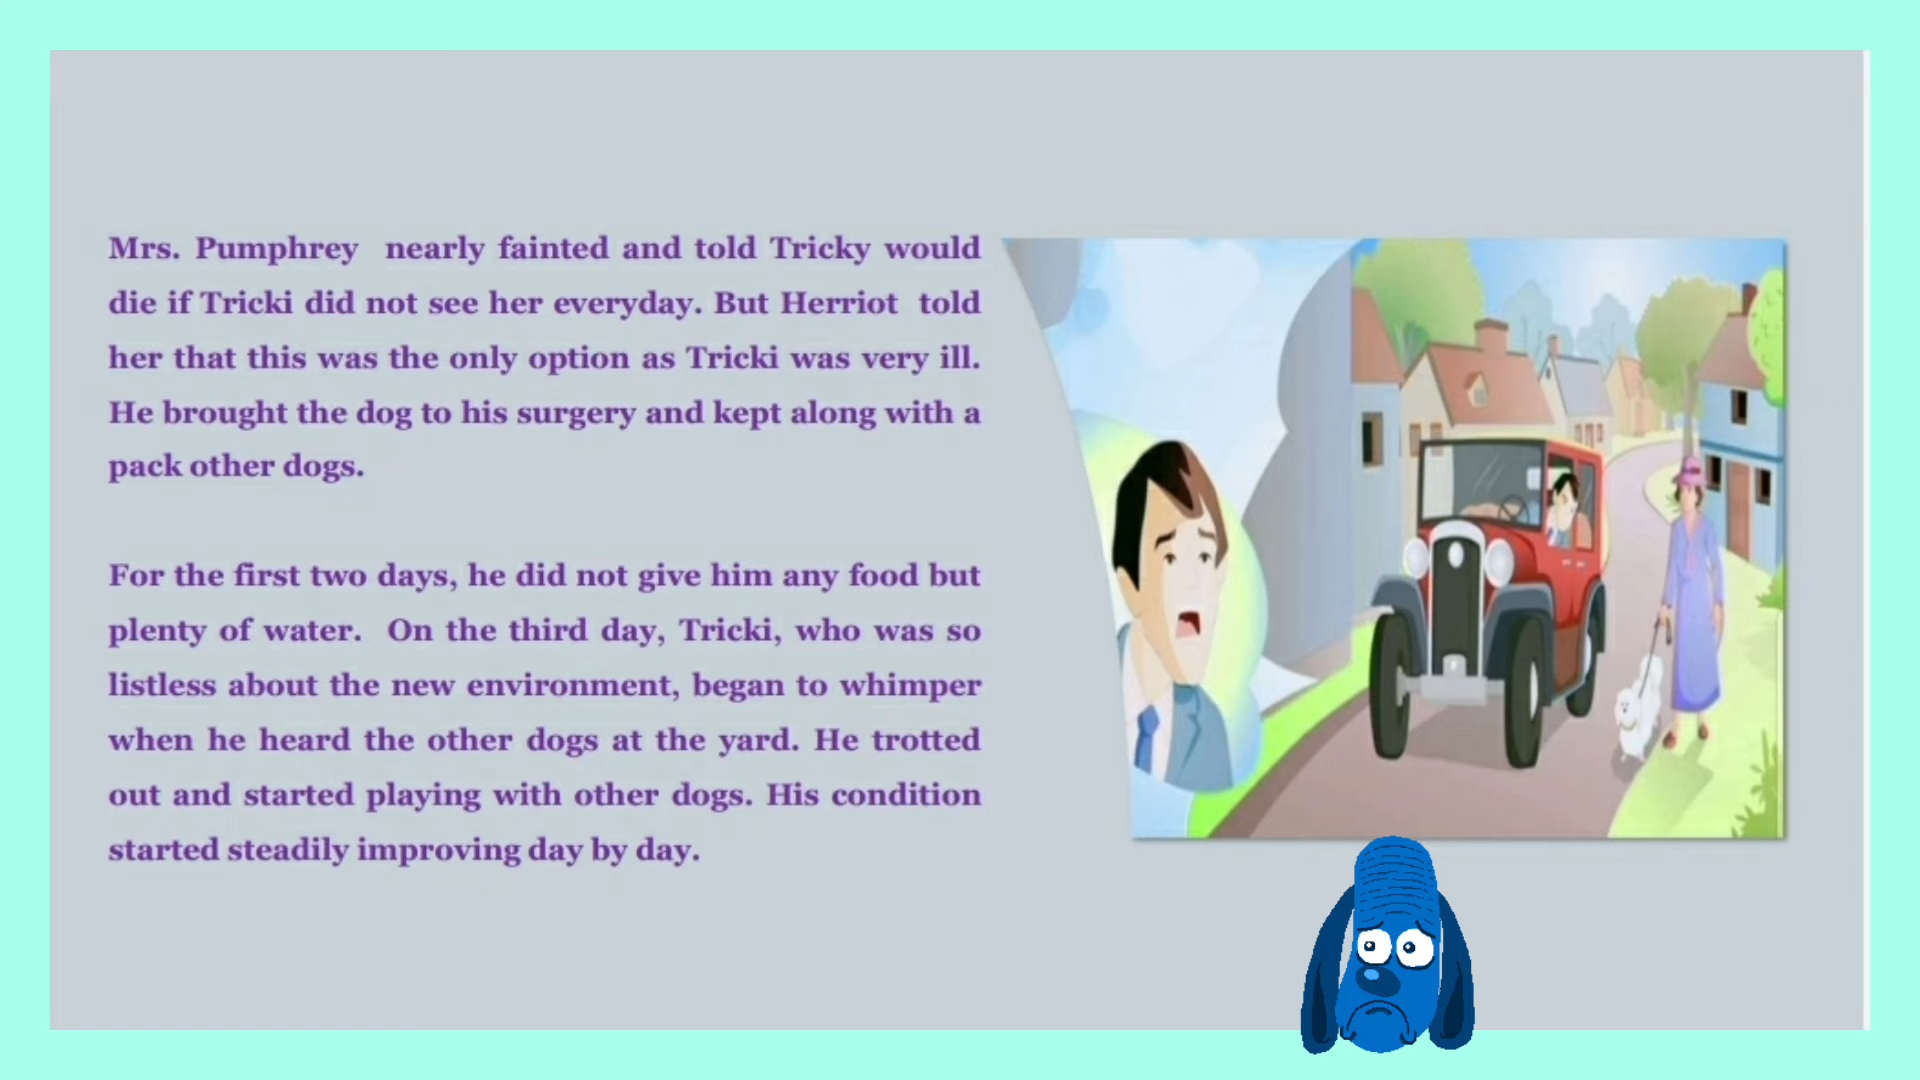 Mrs. Pumphrey nearly fainted and told Tricky would
die if Tricki did not see her everyday. But Herriot told
her that this was the only option as Tricki was very ill.
He brought the dog to his surgery and kept along with a
pack other dogs.
For the first two days, he did not give him any food but
plenty of water. On the third day, Tricki, who was so
listless about the new environment, began to whimper
when he heard the other dogs at the yard. He trotted
out and started playing with other dogs. His condition
started steadily improving day by day.